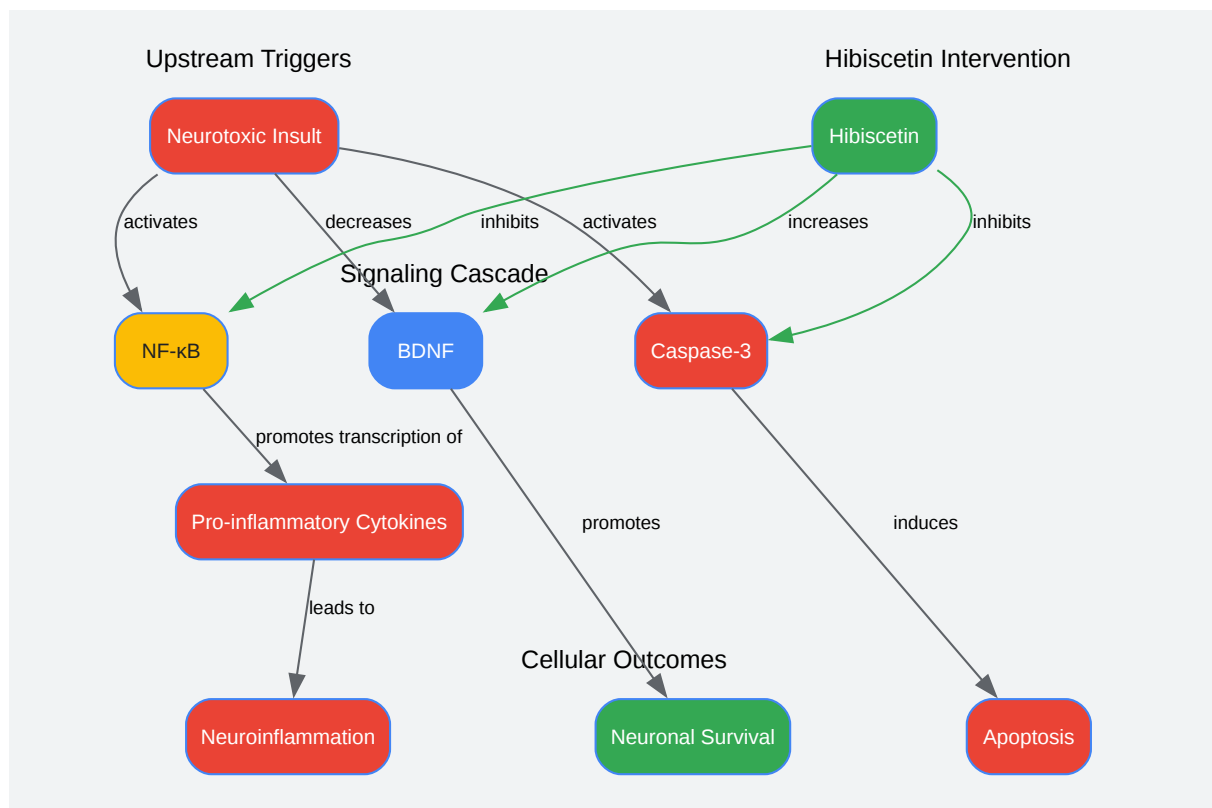 Upstream Triggers
Hibiscetin Intervention
Neurotoxic Insult
Hibiscetin
activates
decreases
inhibits
activates
increases
inhibits
Signaling Cascade
NF-κB
BDNF
Caspase-3
promotes transcription of
Pro-inflammatory Cytokines
promotes
induces
leads to
Cellular Outcomes
Neuroinflammation
Neuronal Survival
Apoptosis